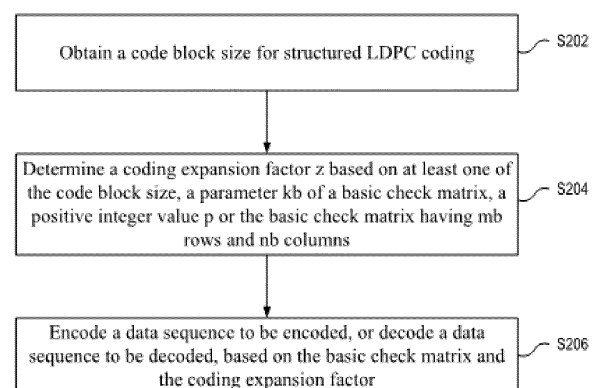 Obtain a code block size for structured LDPC coding
S202
Determine a coding expansion factor z based on at least one of
the code block size, a parameter kb of a basic check matrix, a
positive integer value p or the basic check matrix having mb
rows and nb columns
S204
Encode a data sequence to be encoded, or decode a data
sequence to be decoded, based on the basic check matrix and
the coding expansion factor
S206